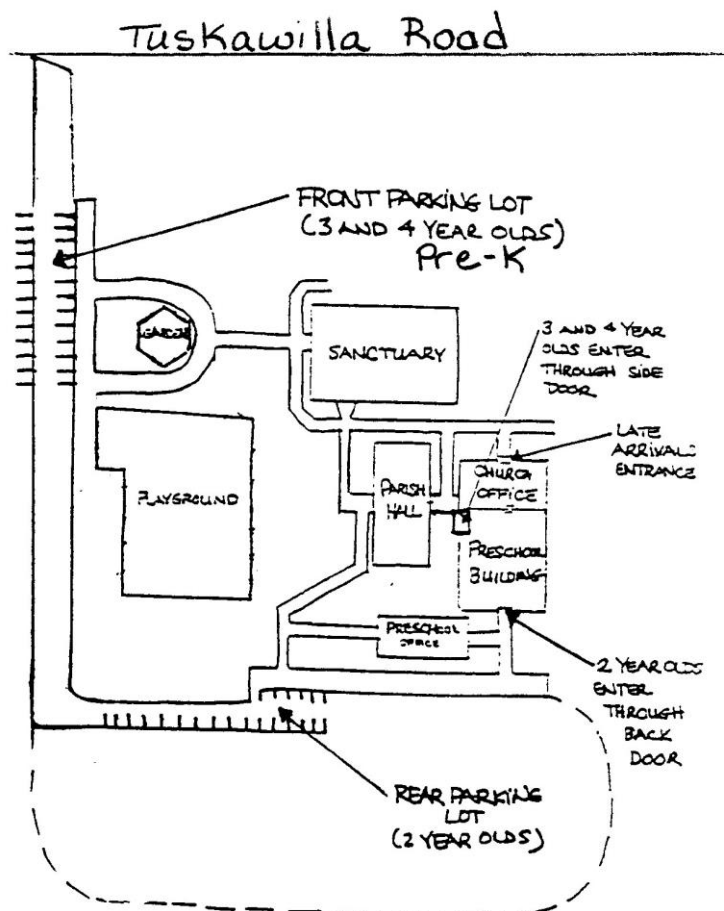 Tuskawilla Road
FRONT PARKING LOT
(3 AND 4 YEAR OLDS)
Pre-K
GARDEN
SANCTUARY
3 AND 4 YEAR
OLDS ENTER
THROUGH SIDE
DOOR
LATE
ARRIVALS
ENTRANCE
CHURCH
OFFICE
PARISH
HALL
PLAYGROUND
PRESCHOOL
BUILDING
PRESCHOOL
OFFICE
2 YEAR OLDS
ENTER
THROUGH
BACK
DOOR
REAR PARKING
LOT
(2 YEAR OLDS)